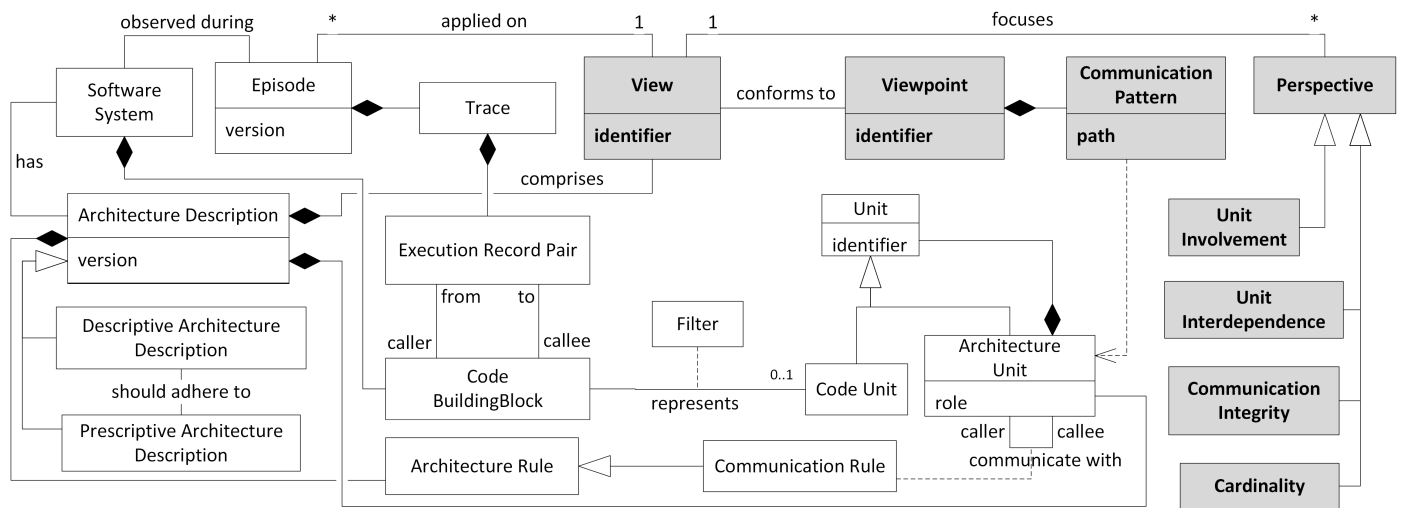 observed during
*
applied on
1
1
focuses
*
Software
System
Episode
version
Trace
View
identifier
conforms to
Viewpoint
identifier
Communication
Pattern
path
Perspective
has
comprises
Architecture Description
version
Execution Record Pair
Unit
identifier
Unit
Involvement
from
to
caller
callee
Filter
Unit
Interdependence
Descriptive Architecture
Description
should adhere to
Prescriptive Architecture
Description
Code
BuildingBlock
represents
0..1
Code Unit
Architecture
Unit
role
caller
callee
communicate with
Communication
Integrity
Architecture Rule
Communication Rule
Cardinality